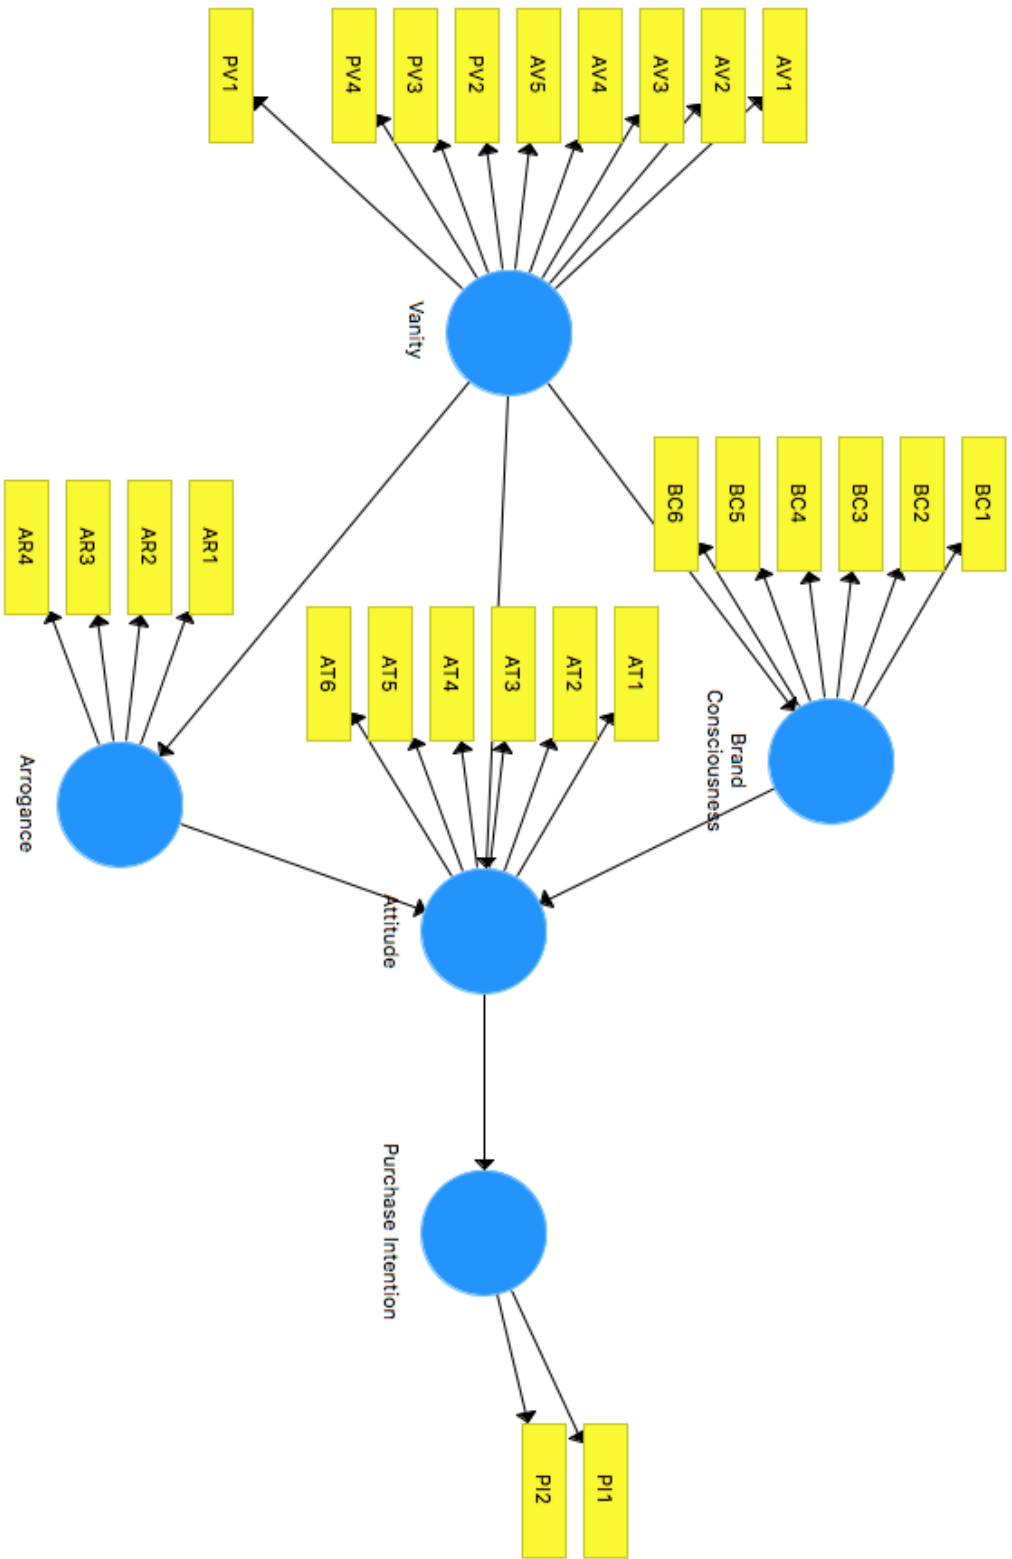 AV1
AV2
AV3
AV4
AV5
PV2
PV3
PV4
PV1
Vanity
BC1
BC2
BC3
BC4
BC5
BC6
Brand
Consciousness
AR1
AR2
AR3
AR4
Arrogance
AT1
AT2
AT3
AT4
AT5
AT6
Attitude
Purchase Intention
PI1
PI2